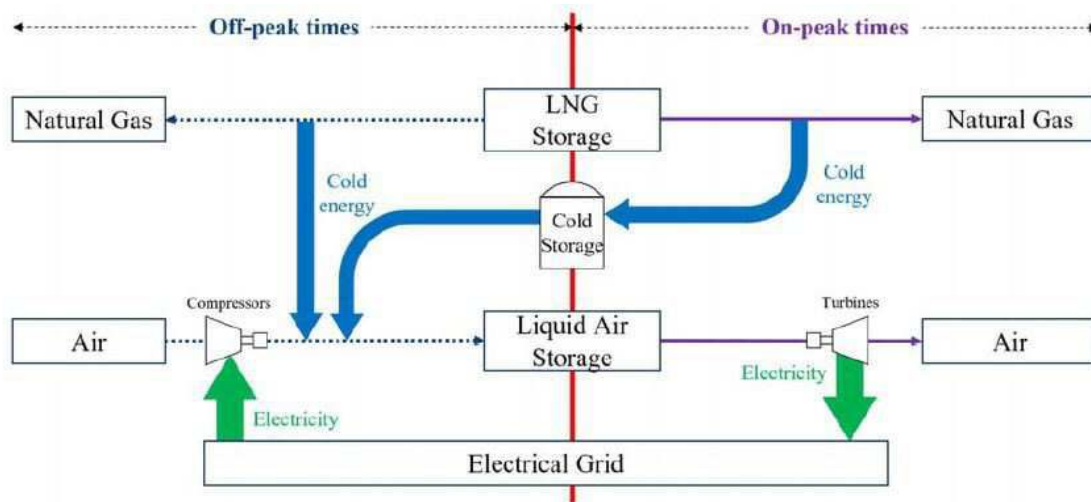 Off-peak times
On-peak times
Natural Gas
LNG
Storage
Natural Gas
Cold
energy
Cold
energy
Cold
Storage
Compressors
Turbines
Air
Liquid Air
Storage
Air
Electricity
Electricity
Electrical Grid